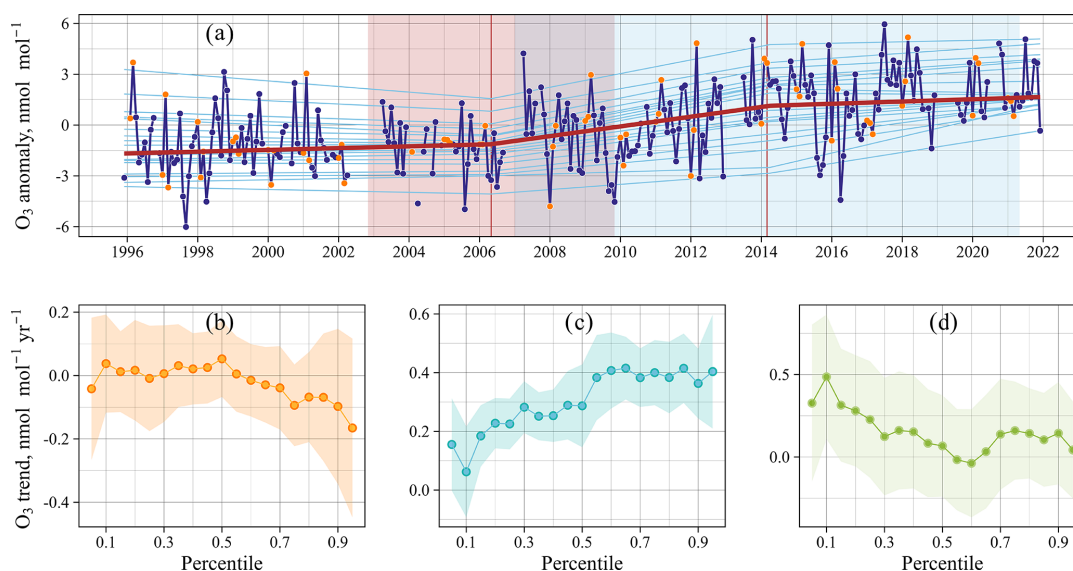 (a)
O₃ anomaly, nmol mol⁻¹
6
3
0
-3
-6
1996 1998 2000 2002 2004 2006 2008 2010 2012 2014 2016 2018 2020 2022
(b)
O₃ trend, nmol mol⁻¹ yr⁻¹
0.2
0.0
-0.2
-0.4
0.1 0.3 0.5 0.7 0.9
Percentile
(c)
0.6
0.4
0.2
0.0
0.1 0.3 0.5 0.7 0.9
Percentile
(d)
0.5
0.0
0.1 0.3 0.5 0.7 0.9
Percentile